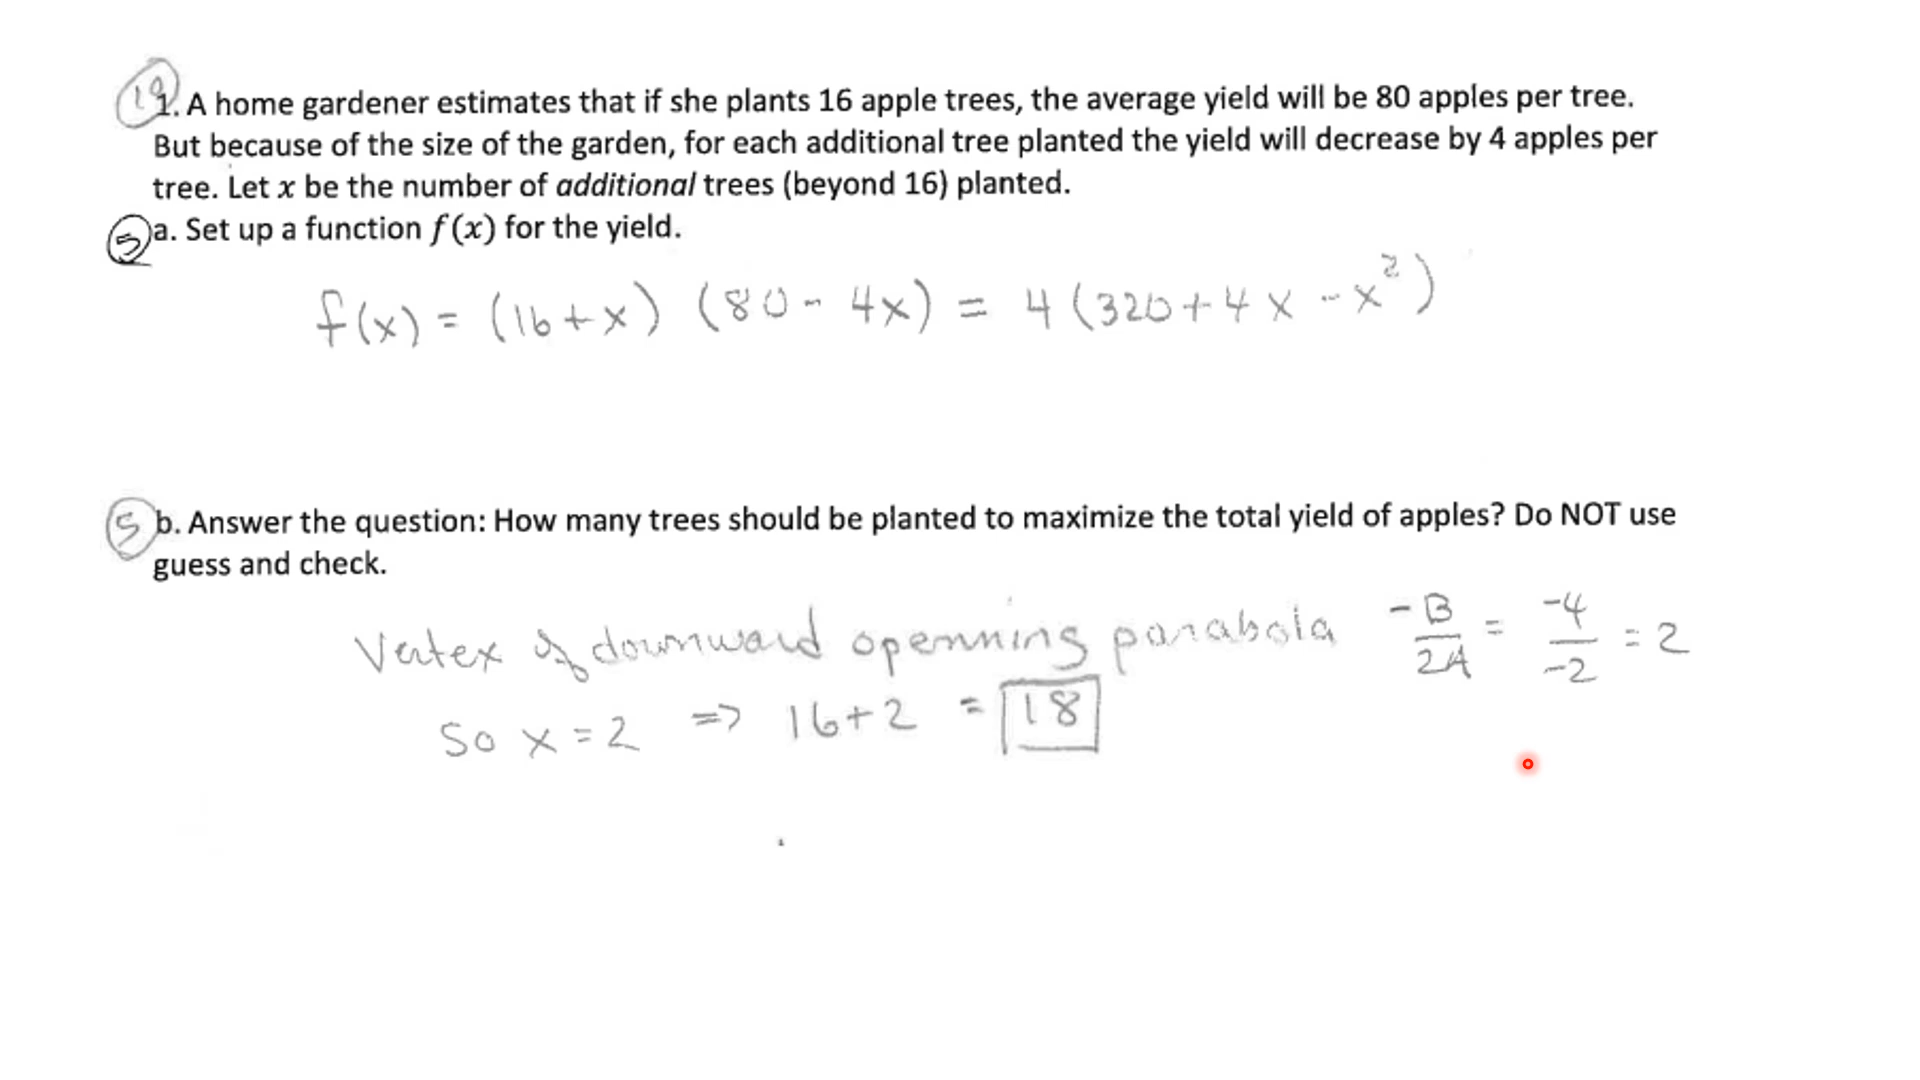 10
1. A home gardener estimates that if she plants 16 apple trees, the average yield will be 80 apples per tree.
But because of the size of the garden, for each additional tree planted the yield will decrease by 4 apples per
tree. Let x be the number of additional trees (beyond 16) planted.
5 a. Set up a function f(x) for the yield.
f(x) = (16+x) (80 - 4x) = 4(320+4x - x²)
5 b. Answer the question: How many trees should be planted to maximize the total yield of apples? Do NOT use
guess and check.
Vertex of downward openning parabola -B/2A = -4/-2 = 2
So x = 2 => 16+2 = 18